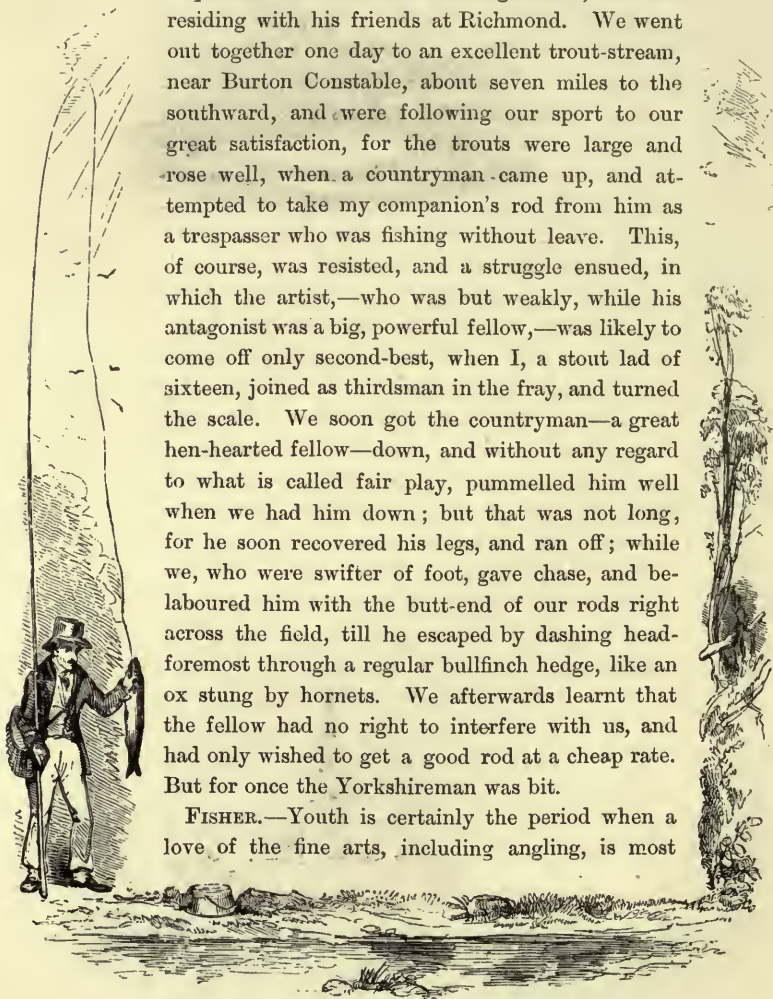 residing with his friends at Richmond. We went
out together one day to an excellent trout-stream,
near Burton Constable, about seven miles to the
southward, and were following our sport to our
great satisfaction, for the trouts were large and
rose well, when a countryman came up, and at-
tempted to take my companion's rod from him as
a trespasser who was fishing without leave. This,
of course, was resisted, and a struggle ensued, in
which the artist,—who was but weakly, while his
antagonist was a big, powerful fellow,—was likely to
come off only second-best, when I, a stout lad of
sixteen, joined as thirdsman in the fray, and turned
the scale. We soon got the countryman—a great
hen-hearted fellow—down, and without any regard
to what is called fair play, pummelled him well
when we had him down; but that was not long,
for he soon recovered his legs, and ran off; while
we, who were swifter of foot, gave chase, and be-
laboured him with the butt-end of our rods right
across the field, till he escaped by dashing head-
foremost through a regular bullfinch hedge, like an
ox stung by hornets. We afterwards learnt that
the fellow had no right to interfere with us, and
had only wished to get a good rod at a cheap rate.
But for once the Yorkshireman was bit.
FISHER.—Youth is certainly the period when a
love of the fine arts, including angling, is most